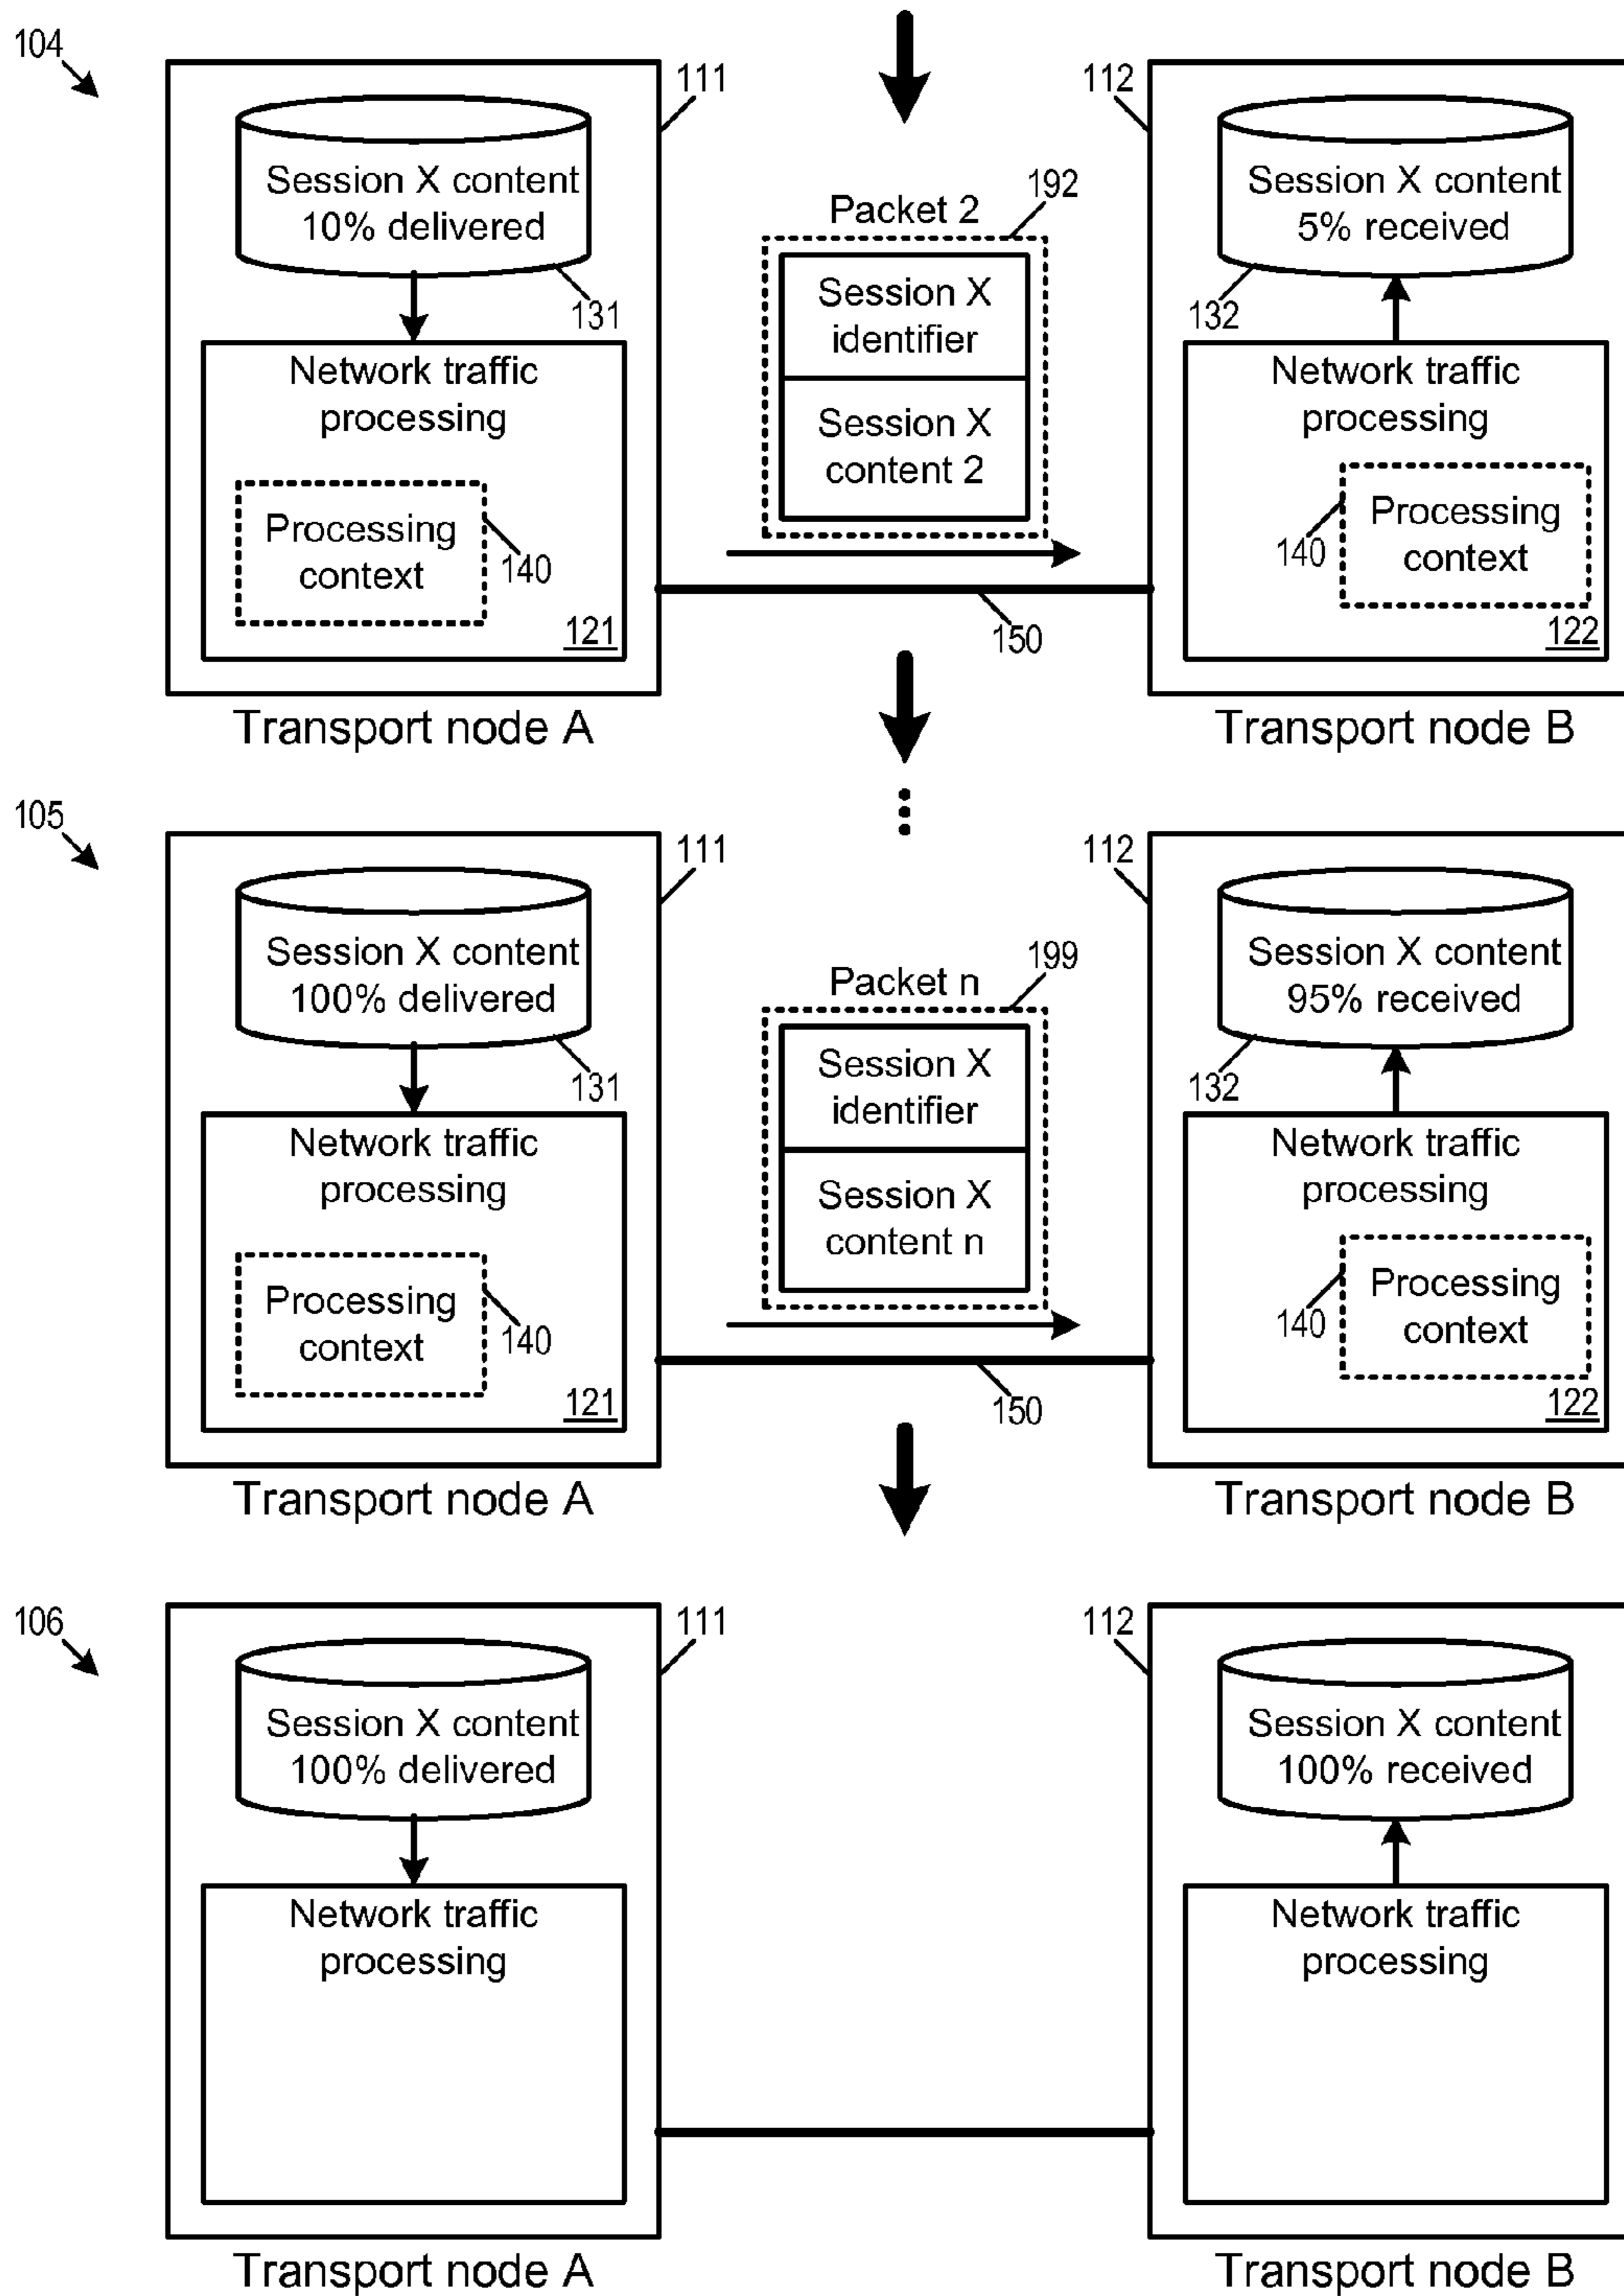 104
111
112
Session X content
10% delivered
131
Network traffic
processing
Processing
context
140
121
Transport node A
Packet 2
192
Session X
identifier
Session X
content 2
150
Session X content
5% received
132
Network traffic
processing
140
Processing
context
122
Transport node B
105
111
112
Session X content
100% delivered
131
Network traffic
processing
Processing
context
140
121
Transport node A
Packet n
199
Session X
identifier
Session X
content n
150
Session X content
95% received
132
Network traffic
processing
140
Processing
context
122
Transport node B
106
111
112
Session X content
100% delivered
Network traffic
processing
Transport node A
Session X content
100% received
Network traffic
processing
Transport node B